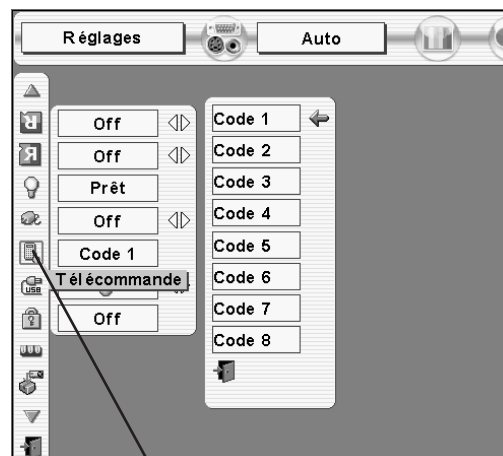 Réglages
Auto
Off
Off
Prêt
Off
Code 1
Télécommande
USB
Off
Code 1
Code 2
Code 3
Code 4
Code 5
Code 6
Code 7
Code 8